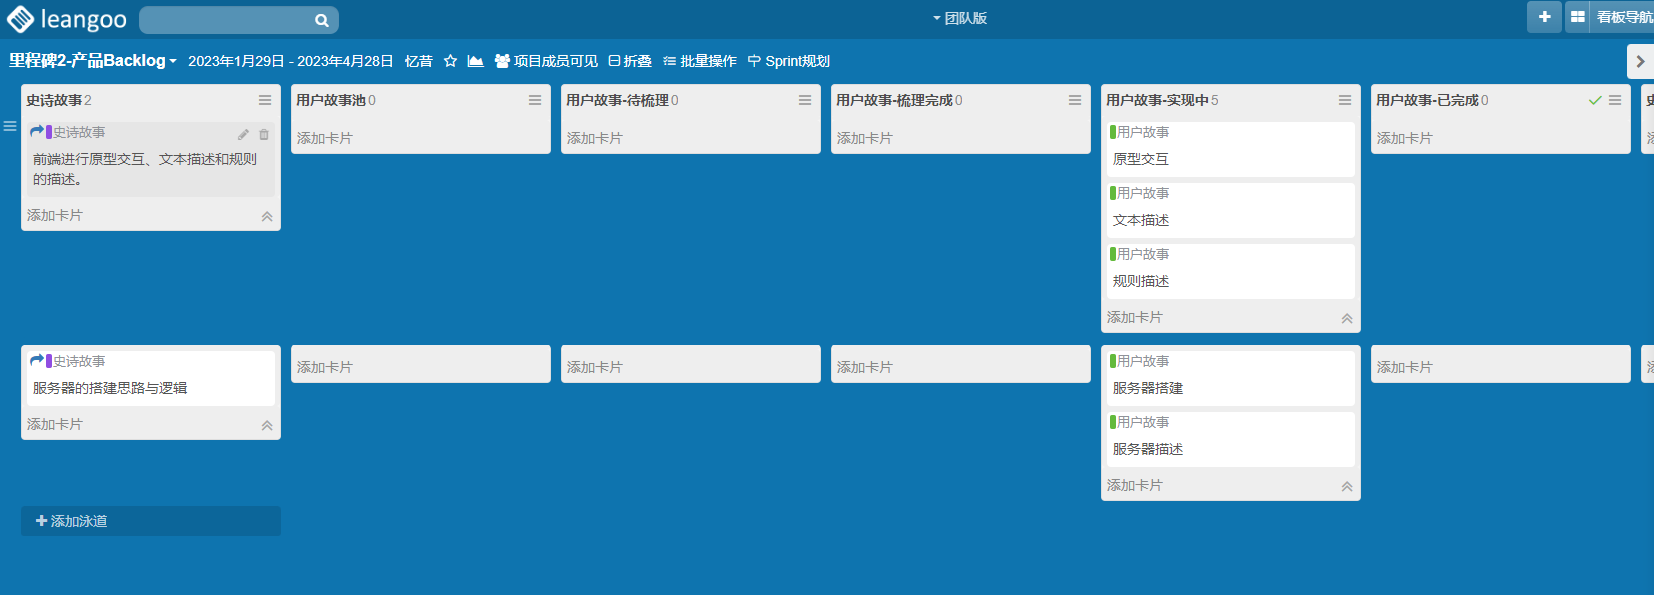 leangoo
团队版
看板导航
里程碑2-产品Backlog 2023年1月29日 - 2023年4月28日 忆昔 项目成员可见 折叠 批量操作 Sprint规划
史诗故事 2
用户故事池 0
用户故事-待梳理 0
用户故事-梳理完成 0
用户故事-实现中 5
用户故事-已完成 0
史诗故事
前端进行原型交互、文本描述和规则
的描述。
添加卡片
添加卡片
添加卡片
添加卡片
用户故事
原型交互
用户故事
文本描述
用户故事
规则描述
添加卡片
添加卡片
史诗故事
服务器的搭建思路与逻辑
添加卡片
添加卡片
添加卡片
添加卡片
用户故事
服务器搭建
用户故事
服务器描述
添加卡片
添加卡片
添加泳道